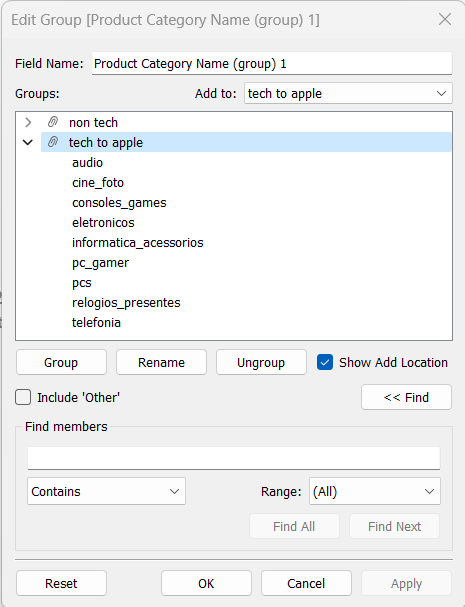 Edit Group [Product Category Name (group) 1]
Field Name: Product Category Name (group) 1
Groups: Add to: tech to apple
non tech
tech to apple
audio
cine_foto
consoles_games
eletronicos
informatica_acessorios
pc_gamer
pcs
relogios_presentes
telefonia
Group Rename Ungroup Show Add Location
Include 'Other' << Find
Find members
Contains Range: (All)
Find All Find Next
Reset OK Cancel Apply